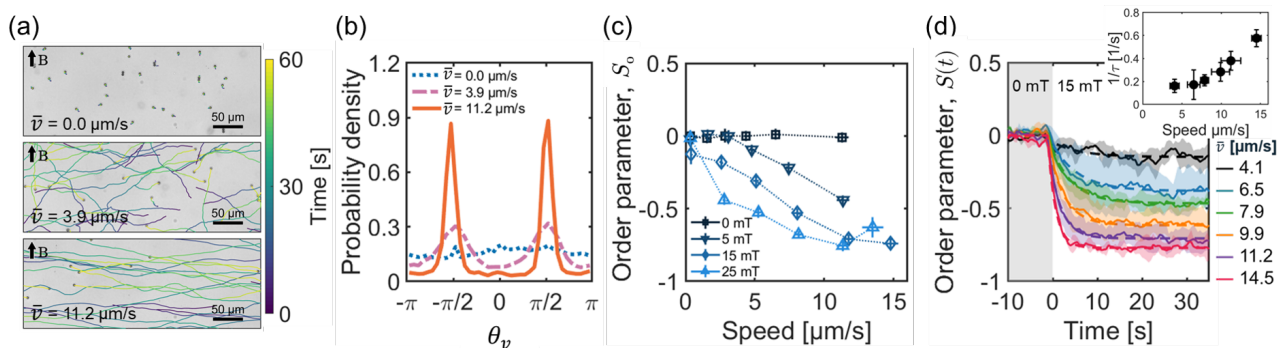 (a)
B
v̄ = 0.0 µm/s
50 µm
B
v̄ = 3.9 µm/s
50 µm
B
v̄ = 11.2 µm/s
50 µm
60
30
0
Time [s]
(b)
Probability density
1.2
0.9
0.6
0.3
0
v̄ = 0.0 µm/s
v̄ = 3.9 µm/s
v̄ = 11.2 µm/s
-π
-π/2
0
π/2
π
θv
(c)
Order parameter, So
0.5
0
-0.5
-1
0 mT
5 mT
15 mT
25 mT
0
5
10
15
Speed [µm/s]
(d)
Order parameter, S(t)
0.5
0
-0.5
-1
0 mT
15 mT
-10
0
10
20
30
Time [s]
1/τ [1/s]
0.8
0.6
0.4
0.2
0
0
5
10
15
Speed µm/s]
v̄ [µm/s]
4.1
6.5
7.9
9.9
11.2
14.5